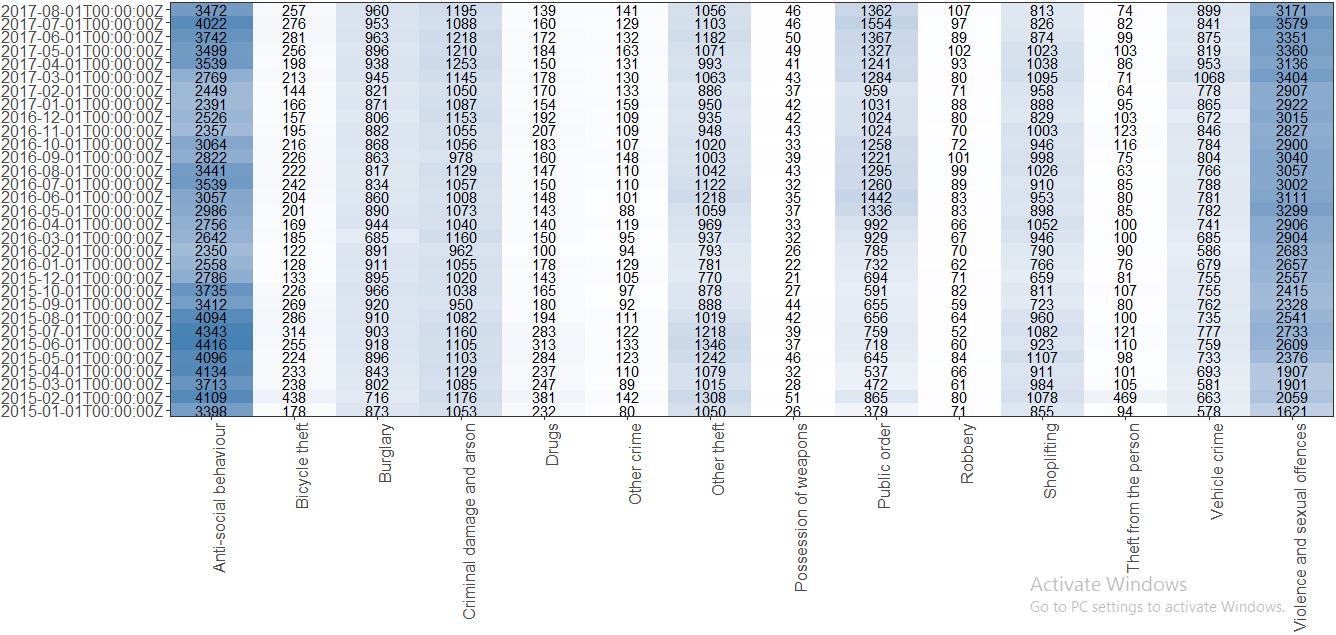 2017-08-01T00:00:00Z 3472 257 960 1195 139 141 1056 46 1362 107 813 74 899 3171
2017-07-01T00:00:00Z 4022 276 953 1088 200 129 1103 46 1554 97 826 82 841 3579
2017-06-01T00:00:00Z 3742 281 963 1218 172 132 1182 50 1367 89 874 99 875 3351
2017-05-01T00:00:00Z 3499 256 896 1210 184 163 1071 49 1327 102 1023 103 819 3360
2017-04-01T00:00:00Z 3539 198 938 1253 150 131 993 41 1241 93 1038 86 953 3136
2017-03-01T00:00:00Z 2769 213 945 1145 178 130 1063 43 1284 80 1095 71 1068 3404
2017-02-01T00:00:00Z 2449 144 821 1050 170 133 886 37 959 71 958 64 778 2907
2017-01-01T00:00:00Z 2391 166 871 1087 154 159 950 42 1031 88 888 95 865 2922
2016-12-01T00:00:00Z 2526 157 806 1153 192 109 935 42 1024 80 829 103 672 3015
2016-11-01T00:00:00Z 2357 195 882 1055 207 109 948 43 1024 70 1003 123 846 2827
2016-10-01T00:00:00Z 3064 216 868 1056 183 107 1020 33 1258 72 946 116 784 2900
2016-09-01T00:00:00Z 2822 226 863 978 160 148 1003 39 1221 101 998 75 804 3040
2016-08-01T00:00:00Z 3441 222 817 1129 147 110 1042 43 1295 99 1026 63 766 3057
2016-07-01T00:00:00Z 3539 242 834 1057 150 110 1122 32 1260 89 910 85 788 3002
2016-06-01T00:00:00Z 3057 204 860 1008 148 101 1218 35 1442 83 953 80 781 3111
2016-05-01T00:00:00Z 2986 201 890 1073 143 88 1059 37 1336 83 898 85 782 3299
2016-04-01T00:00:00Z 2756 169 944 1040 140 119 969 33 992 66 1052 100 741 2906
2016-03-01T00:00:00Z 2642 185 685 1160 150 95 937 32 929 67 946 100 685 2904
2016-02-01T00:00:00Z 2350 122 891 962 100 94 793 26 785 70 790 90 586 2683
2016-01-01T00:00:00Z 2558 128 911 1055 178 129 781 22 732 62 766 76 679 2657
2015-12-01T00:00:00Z 2786 133 895 1020 143 105 770 21 694 71 659 81 755 2557
2015-10-01T00:00:00Z 3735 226 966 1038 165 97 878 27 591 82 811 107 755 2415
2015-09-01T00:00:00Z 3412 269 920 950 180 92 888 44 655 59 723 80 762 2328
2015-08-01T00:00:00Z 4094 286 910 1082 194 111 1019 42 656 64 960 100 735 2541
2015-07-01T00:00:00Z 4343 314 903 1160 283 122 1218 39 759 52 1082 121 777 2733
2015-06-01T00:00:00Z 4416 255 918 1105 313 133 1346 37 718 60 923 110 759 2609
2015-05-01T00:00:00Z 4096 224 896 1103 284 123 1242 46 645 84 1107 98 733 2376
2015-04-01T00:00:00Z 4134 233 843 1129 237 110 1079 32 537 66 911 101 693 1907
2015-03-01T00:00:00Z 3713 238 802 1085 247 89 1015 28 472 61 984 105 581 1901
2015-02-01T00:00:00Z 4109 438 716 1176 381 142 1308 51 865 80 1078 469 663 2059
2015-01-01T00:00:00Z 3398 178 873 1053 232 80 1050 26 379 71 855 94 578 1621
Anti-social behaviour
Bicycle theft
Burglary
Criminal damage and arson
Drugs
Other crime
Other theft
Possession of weapons
Public order
Robbery
Shoplifting
Theft from the person
Vehicle crime
Violence and sexual offences
Activate Windows
Go to PC settings to activate Windows.